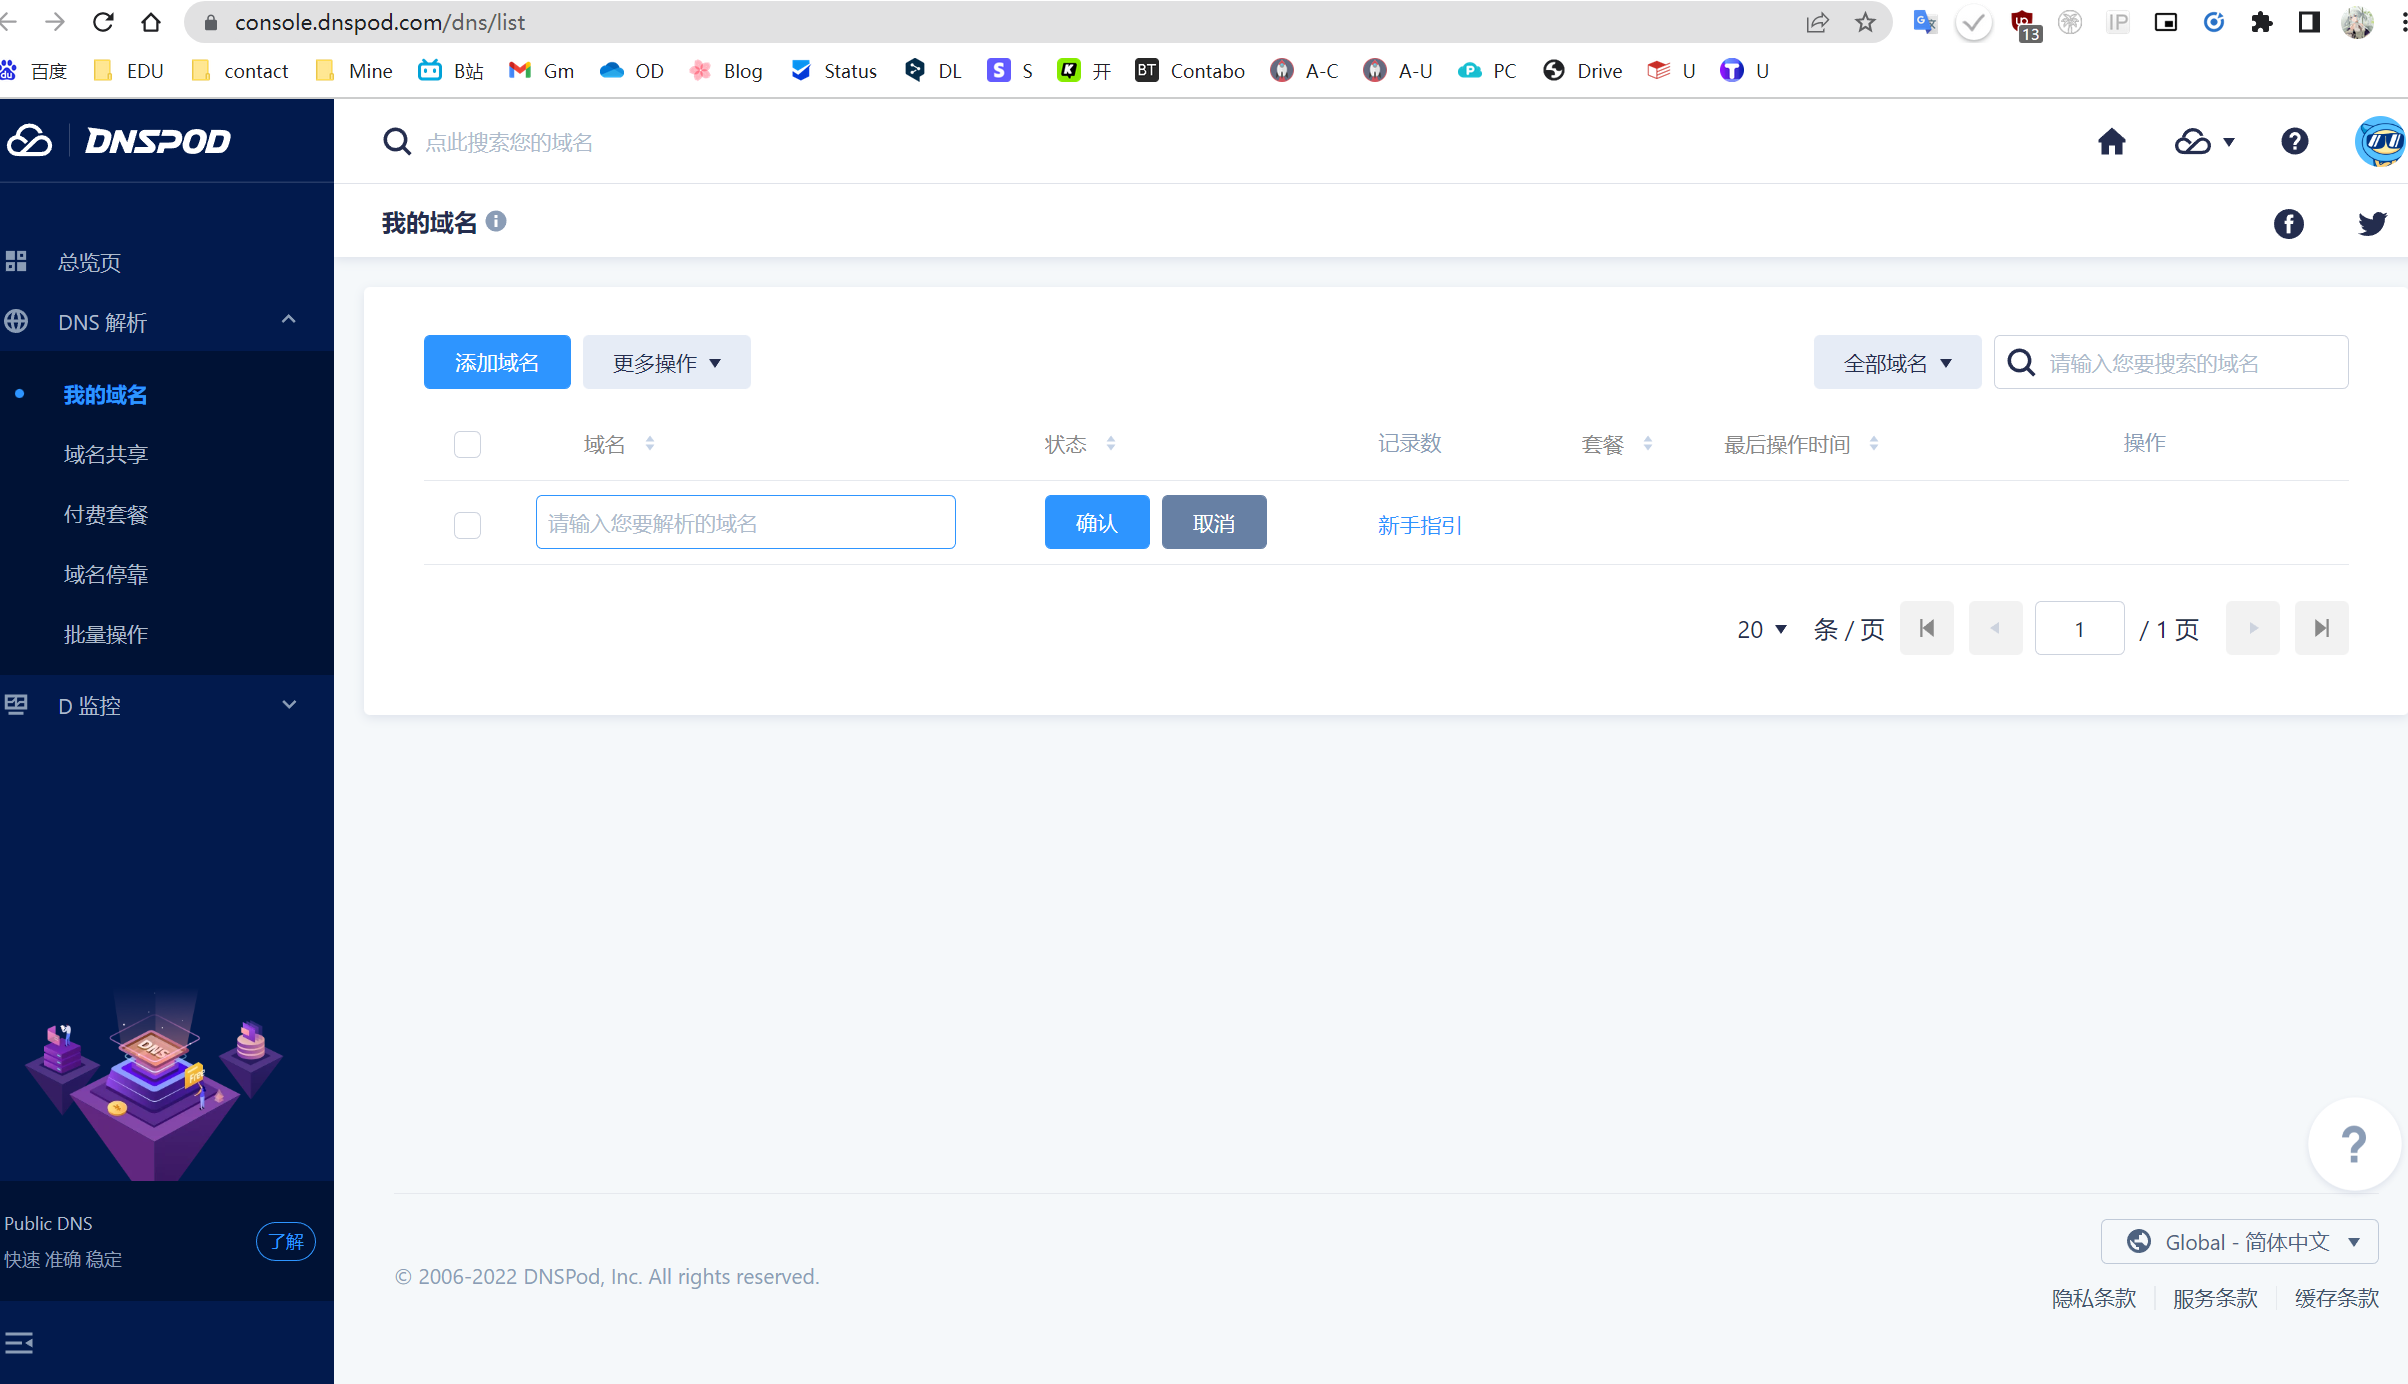 console.dnspod.com/dns/list
13
IP
百度 EDU contact Mine B站 Gm OD Blog Status DL S 开 Contabo A-C A-U PC Drive U U
DNSPOD
点此搜索您的域名
我的域名
总览页
DNS 解析
我的域名
域名共享
付费套餐
域名停靠
批量操作
D 监控
添加域名 更多操作 全部域名 请输入您要搜索的域名
域名 状态 记录数 套餐 最后操作时间 操作
请输入您要解析的域名 确认 取消 新手指引
20 条 / 页 1 / 1 页
DNS
Free
Public DNS
快速 准确 稳定
了解
Global - 简体中文
© 2006-2022 DNSPod, Inc. All rights reserved.
隐私条款 服务条款 缓存条款